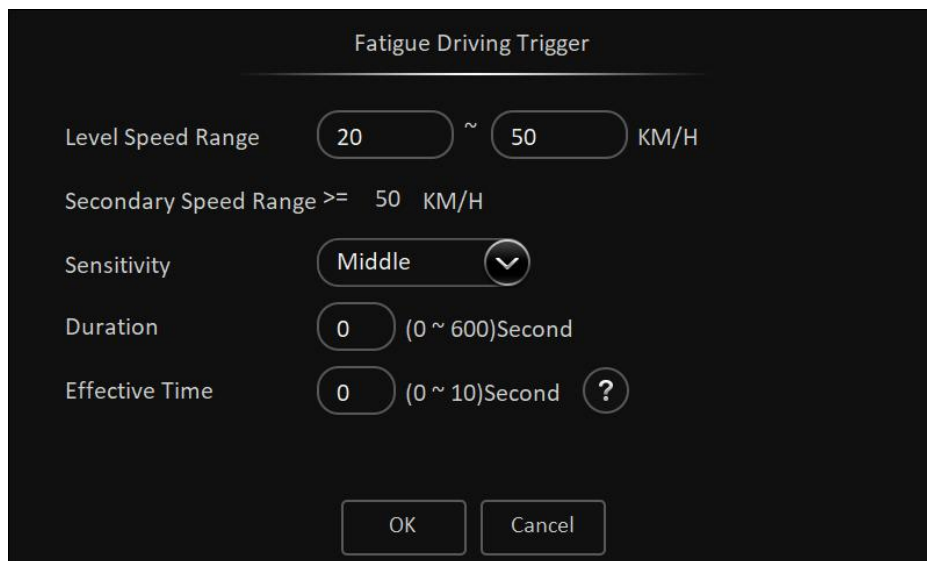 Fatigue Driving Trigger
Level Speed Range 20 ~ 50 KM/H
Secondary Speed Range >= 50 KM/H
Sensitivity Middle
Duration 0 (0 ~ 600)Second
Effective Time 0 (0 ~ 10)Second ?
OK Cancel